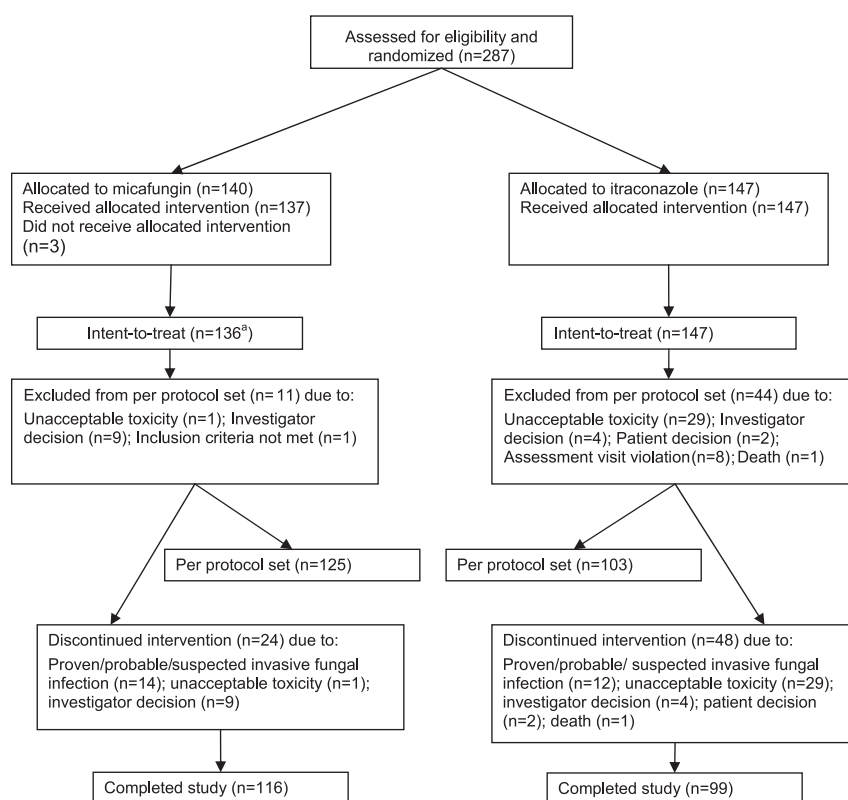 Assessed for eligibility and
randomized (n=287)
Allocated to micafungin (n=140)
Received allocated intervention (n=137)
Did not receive allocated intervention
(n=3)
Allocated to itraconazole (n=147)
Received allocated intervention (n=147)
Intent-to-treat (n=136ª)
Intent-to-treat (n=147)
Excluded from per protocol set (n=11) due to:
Unacceptable toxicity (n=1); Investigator
decision (n=9); Inclusion criteria not met (n=1)
Excluded from per protocol set (n=44) due to:
Unacceptable toxicity (n=29); Investigator
decision (n=4); Patient decision (n=2);
Assessment visit violation(n=8); Death (n=1)
Per protocol set (n=125)
Per protocol set (n=103)
Discontinued intervention (n=24) due to:
Proven/probable/suspected invasive fungal
infection (n=14); unacceptable toxicity (n=1);
investigator decision (n=9)
Discontinued intervention (n=48) due to:
Proven/probable/ suspected invasive fungal
infection (n=12); unacceptable toxicity (n=29);
investigator decision (n=4); patient decision
(n=2); death (n=1)
Completed study (n=116)
Completed study (n=99)